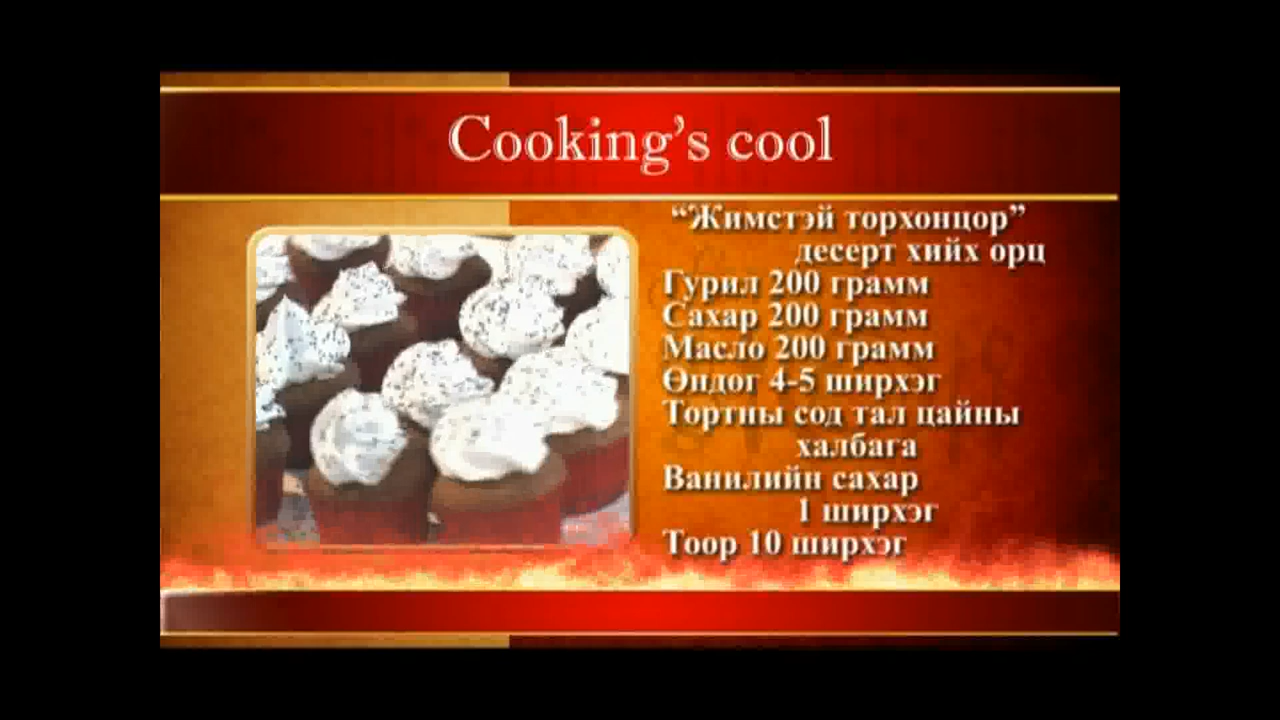 Cooking's cool
“Жимстэй торхонцор”
десерт хийх орц
Гурил 200 грамм
Сахар 200 грамм
Масло 200 грамм
Өндог 4-5 ширхэг
Тортны сод тал цайны
халбага
Ванилийн сахар
1 ширхэг
Тоор 10 ширхэг